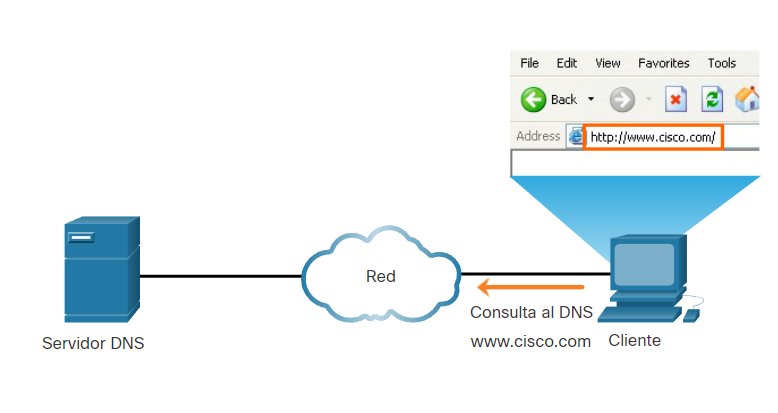 File Edit View Favorites Tools
Back
Address http://www.cisco.com/
Red
Consulta al DNS
www.cisco.com
Cliente
Servidor DNS